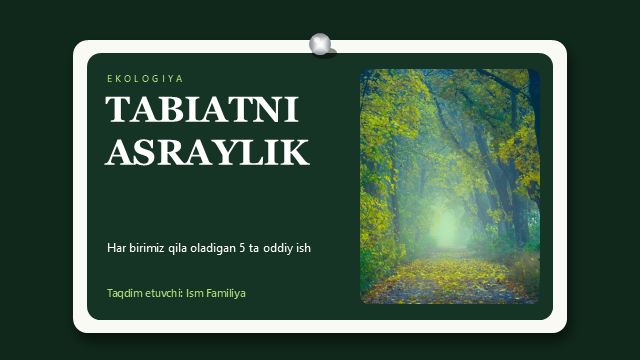 EKOLOGIYA
TABIATNI
ASRAYLIK
Har birimiz qila oladigan 5 ta oddiy ish
Taqdim etuvchi: Ism Familiya